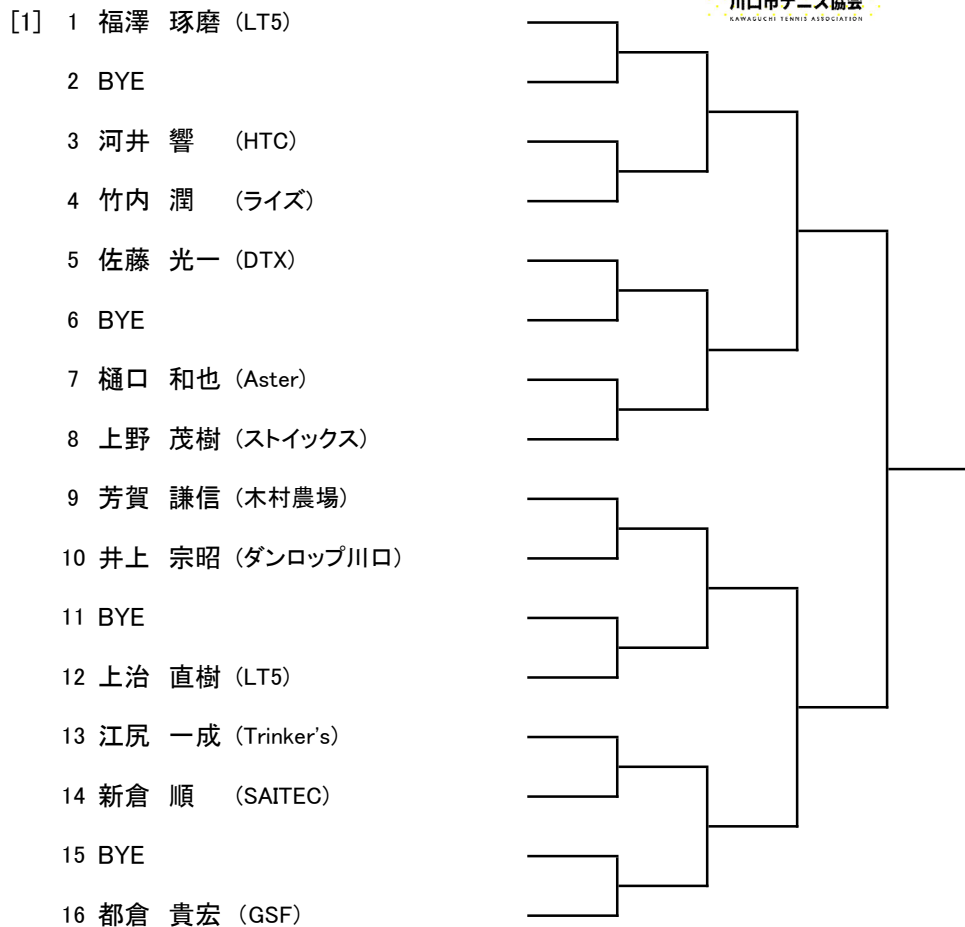 川口市テニス協会
KAWAGUCHI TENNIS ASSOCIATION
[1] 1 福澤 琢磨 (LT5)
2 BYE
3 河井 響 (HTC)
4 竹内 潤 (ライズ)
5 佐藤 光一 (DTX)
6 BYE
7 樋口 和也 (Aster)
8 上野 茂樹 (ストイックス)
9 芳賀 謙信 (木村農場)
10 井上 宗昭 (ダンロップ川口)
11 BYE
12 上治 直樹 (LT5)
13 江尻 一成 (Trinker's)
14 新倉 順 (SAITEC)
15 BYE
16 都倉 貴宏 (GSF)